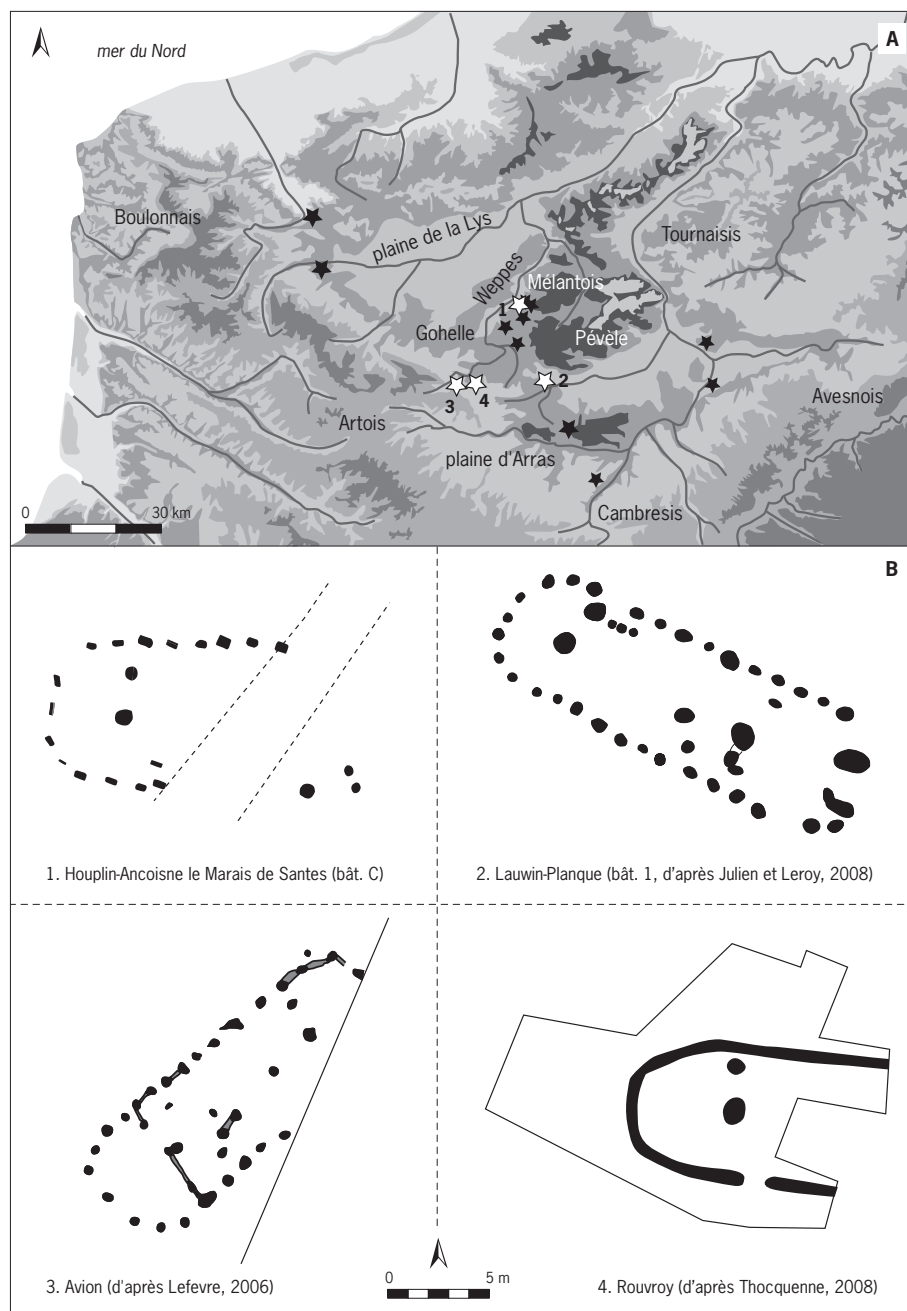 A
mer du Nord
Boulonnais
plaine de la Lys
Tournaisis
Weppes
Mélantois
1
Gohelle
Pévèle
2
3
4
Artois
Avesnois
plaine d'Arras
0 30 km
Cambresis
B
1. Houplin-Ancoisne le Marais de Santes (bât. C)
2. Lauwin-Planque (bât. 1, d'après Julien et Leroy, 2008)
3. Avion (d'après Lefevre, 2006)
0 5 m
4. Rouvroy (d'après Thocquenne, 2008)